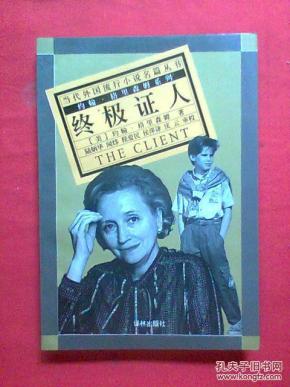 当代外国流行小说名篇丛书
约翰·格里森姆系列
终极证人
〔美〕约翰·格里森姆 著
THE CLIENT
译林出版社
孔夫子旧书网